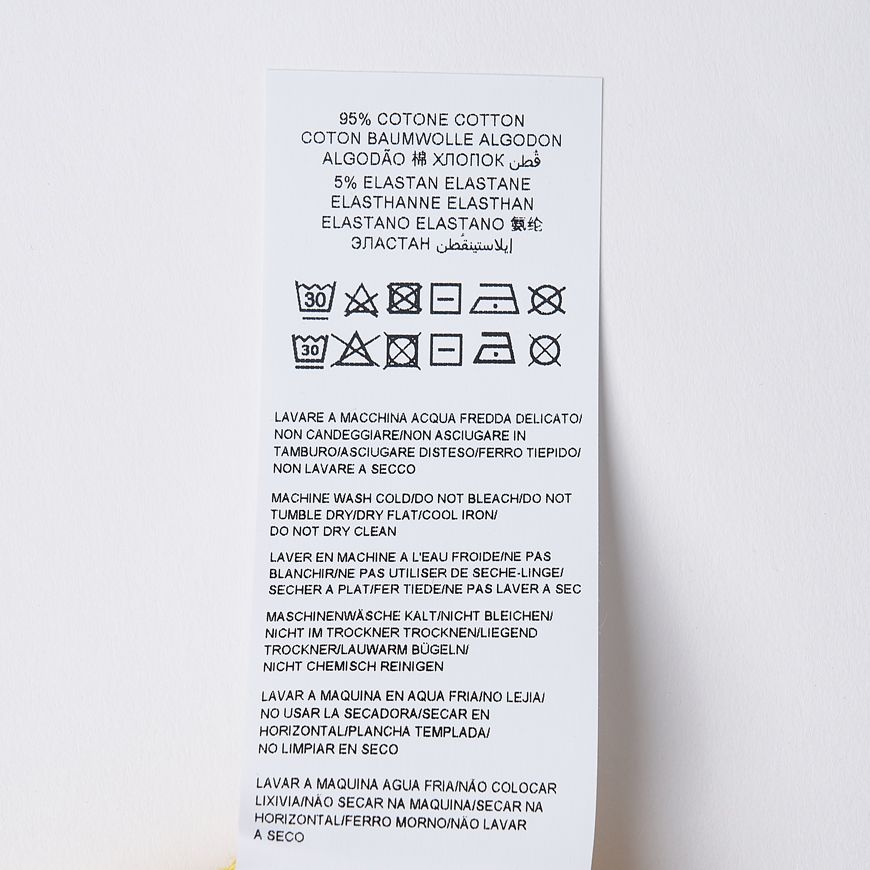 95% COTONE COTTON
COTON BAUMWOLLE ALGODON
ALGODÃO 棉 ХЛОПОК قُطن
5% ELASTAN ELASTANE
ELASTHANNE ELASTHAN
ELASTANO ELASTANO 氨纶
ЭЛАСТАН إيلاستينقُطن
30
30
LAVARE A MACCHINA ACQUA FREDDA DELICATO/
NON CANDEGGIARE/NON ASCIUGARE IN
TAMBURO/ASCIUGARE DISTESO/FERRO TIEPIDO/
NON LAVARE A SECCO
MACHINE WASH COLD/DO NOT BLEACH/DO NOT
TUMBLE DRY/DRY FLAT/COOL IRON/
DO NOT DRY CLEAN
LAVER EN MACHINE A L'EAU FROIDE/NE PAS
BLANCHIR/NE PAS UTILISER DE SECHE-LINGE/
SECHER A PLAT/FER TIEDE/NE PAS LAVER A SEC
MASCHINENWÄSCHE KALT/NICHT BLEICHEN/
NICHT IM TROCKNER TROCKNEN/LIEGEND
TROCKNER/LAUWARM BÜGELN/
NICHT CHEMISCH REINIGEN
LAVAR A MAQUINA EN AQUA FRIA/NO LEJIA/
NO USAR LA SECADORA/SECAR EN
HORIZONTAL/PLANCHA TEMPLADA/
NO LIMPIAR EN SECO
LAVAR A MAQUINA AGUA FRIA/NÃO COLOCAR
LIXIVIA/NÃO SECAR NA MAQUINA/SECAR NA
HORIZONTAL/FERRO MORNO/NÃO LAVAR
A SECO